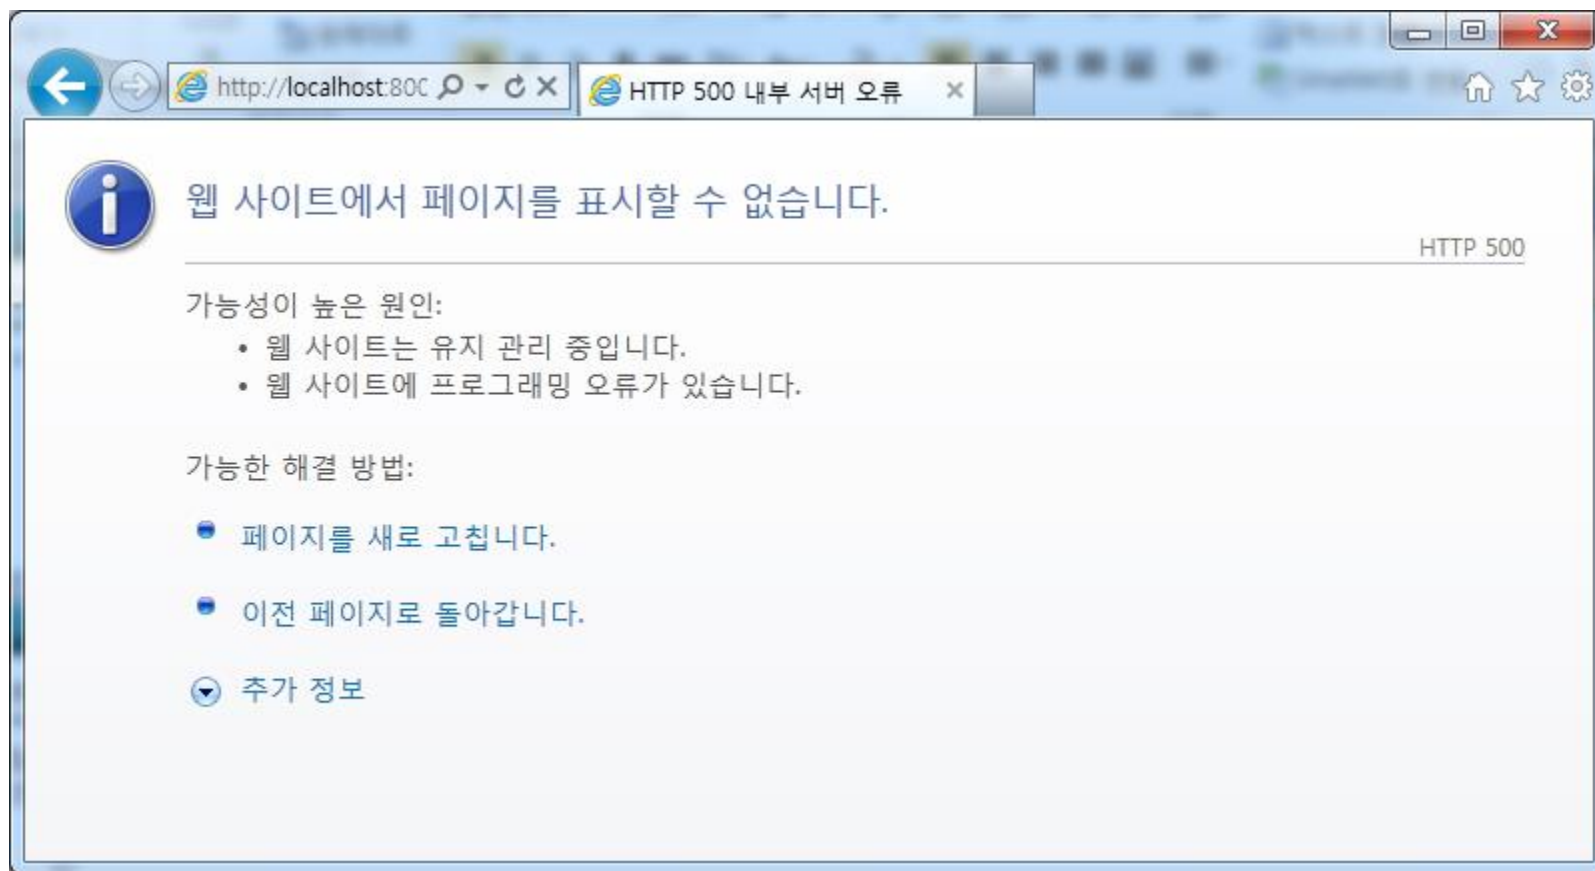 http://localhost:800
HTTP 500 내부 서버 오류
웹 사이트에서 페이지를 표시할 수 없습니다.
HTTP 500
가능성이 높은 원인:
• 웹 사이트는 유지 관리 중입니다.
• 웹 사이트에 프로그래밍 오류가 있습니다.
가능한 해결 방법:
페이지를 새로 고칩니다.
이전 페이지로 돌아갑니다.
추가 정보